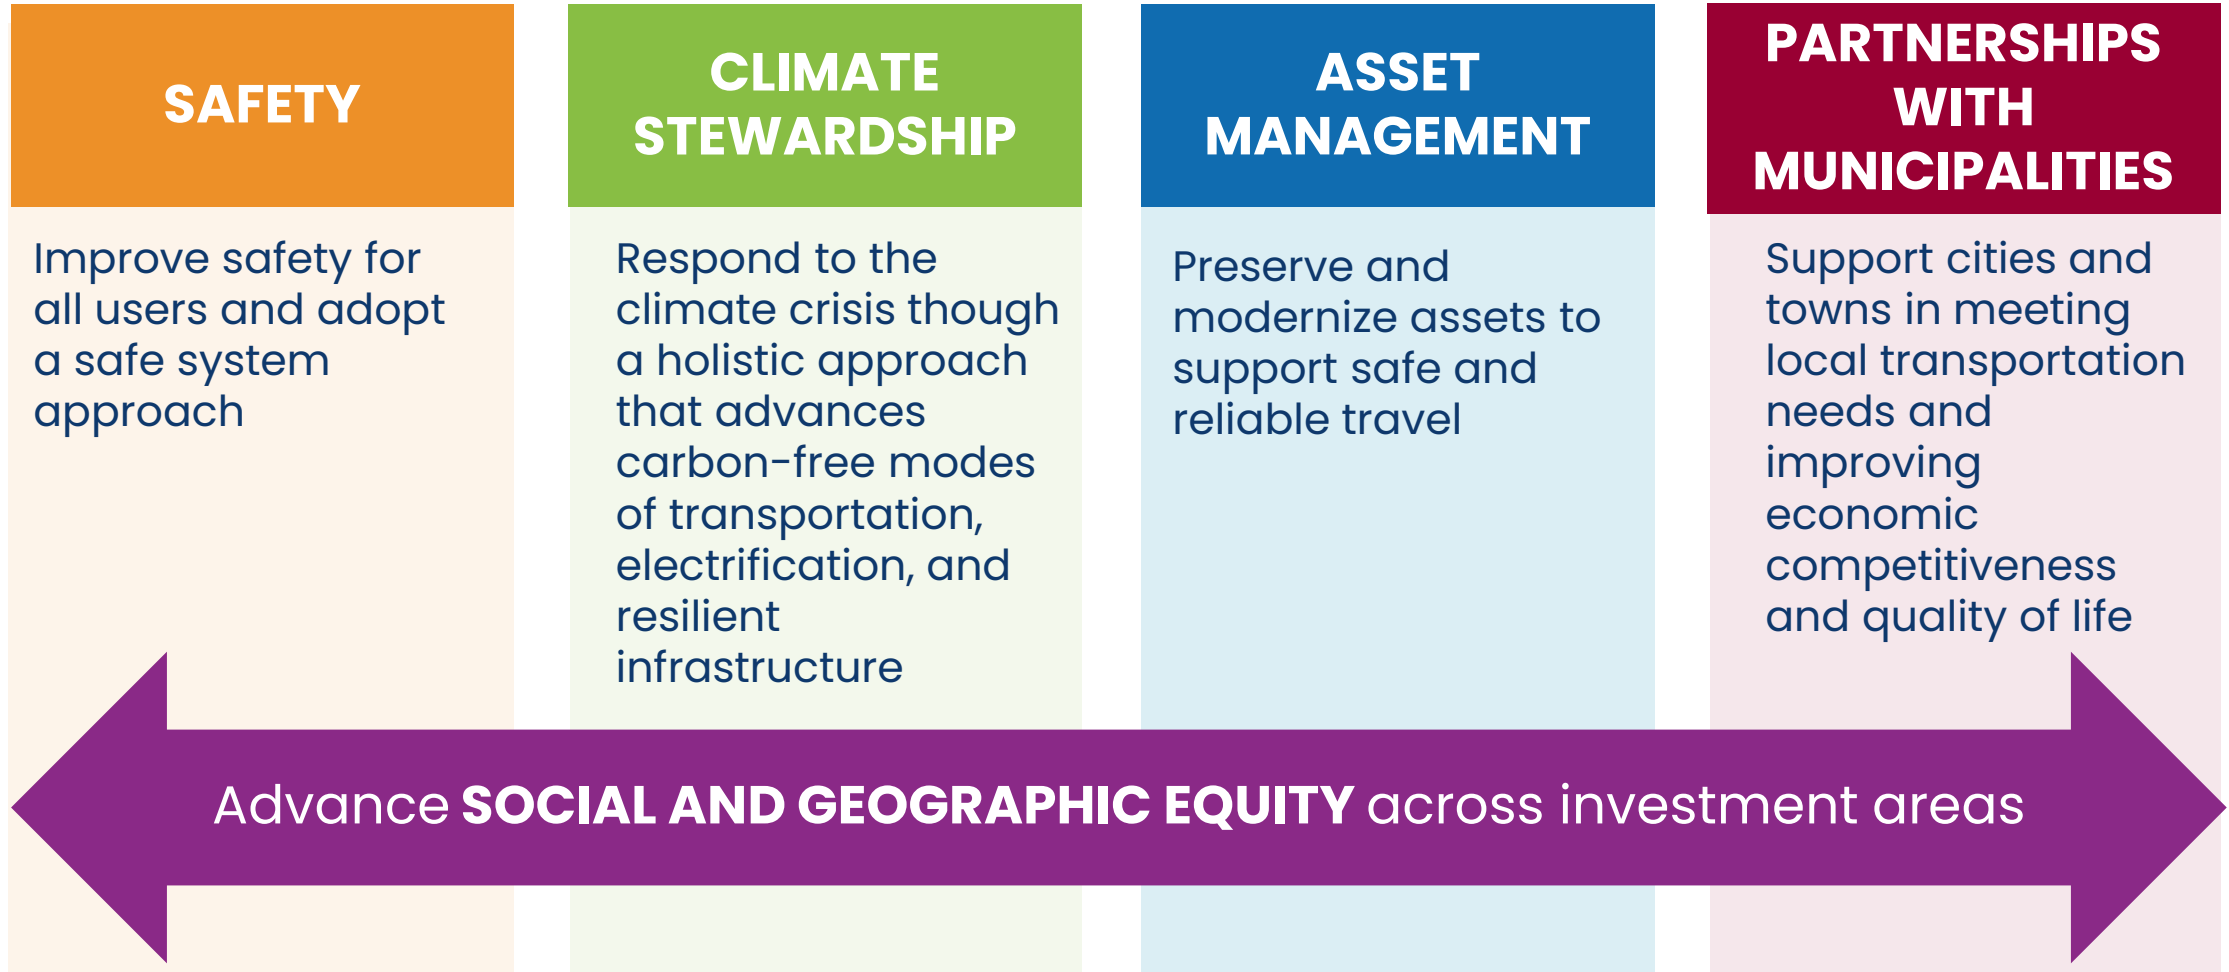 SAFETY
Improve safety for
all users and adopt
a safe system
approach
CLIMATE
STEWARDSHIP
Respond to the
climate crisis though
a holistic approach
that advances
carbon-free modes
of transportation,
electrification, and
resilient
infrastructure
ASSET
MANAGEMENT
Preserve and
modernize assets to
support safe and
reliable travel
PARTNERSHIPS
WITH
MUNICIPALITIES
Support cities and
towns in meeting
local transportation
needs and
improving
economic
competitiveness
and quality of life
Advance SOCIAL AND GEOGRAPHIC EQUITY across investment areas